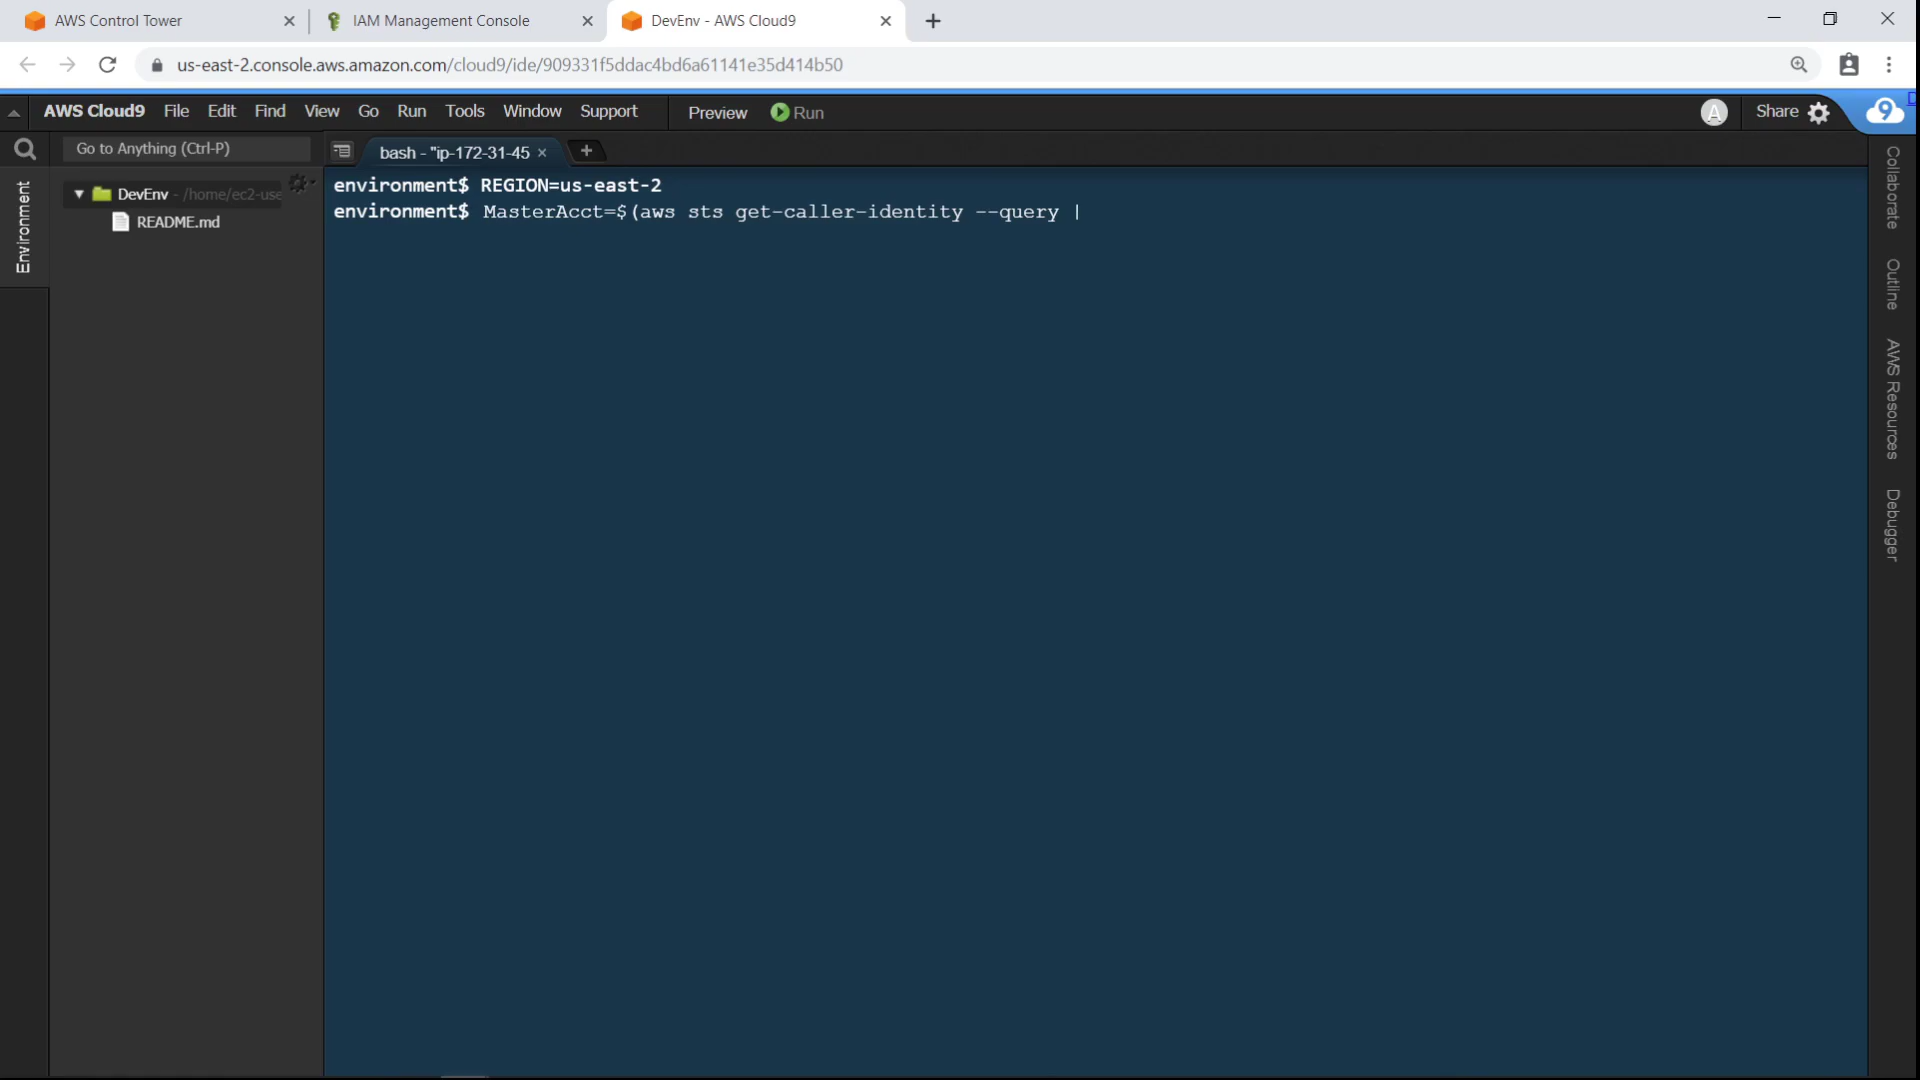 AWS Control Tower
IAM Management Console
DevEnv - AWS Cloud9
us-east-2.console.aws.amazon.com/cloud9/ide/909331f5ddac4bd6a61141e35d414b50
AWS Cloud9 File Edit Find View Go Run Tools Window Support Preview Run
A Share 9
Go to Anything (Ctrl-P)
bash - "ip-172-31-45
DevEnv - /home/ec2-use
README.md
Environment
environment$ REGION=us-east-2
environment$ MasterAcct=$(aws sts get-caller-identity --query
Collaborate
Outline
AWS Resources
Debugger